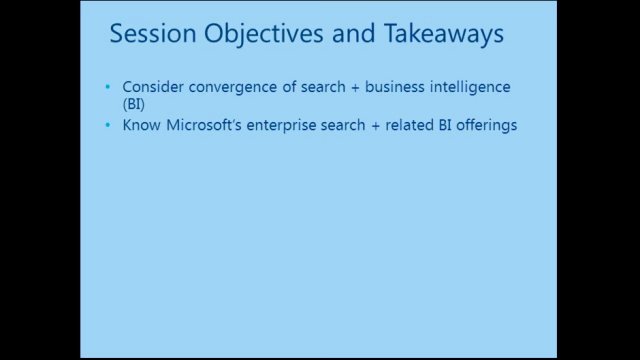 Session Objectives and Takeaways
• Consider convergence of search + business intelligence
(BI)
• Know Microsoft's enterprise search + related BI offerings